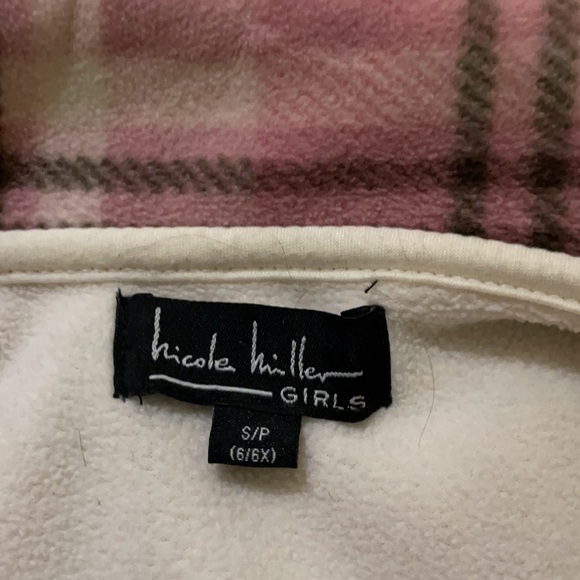 nicole miller
GIRLS
S/P
(6/6X)